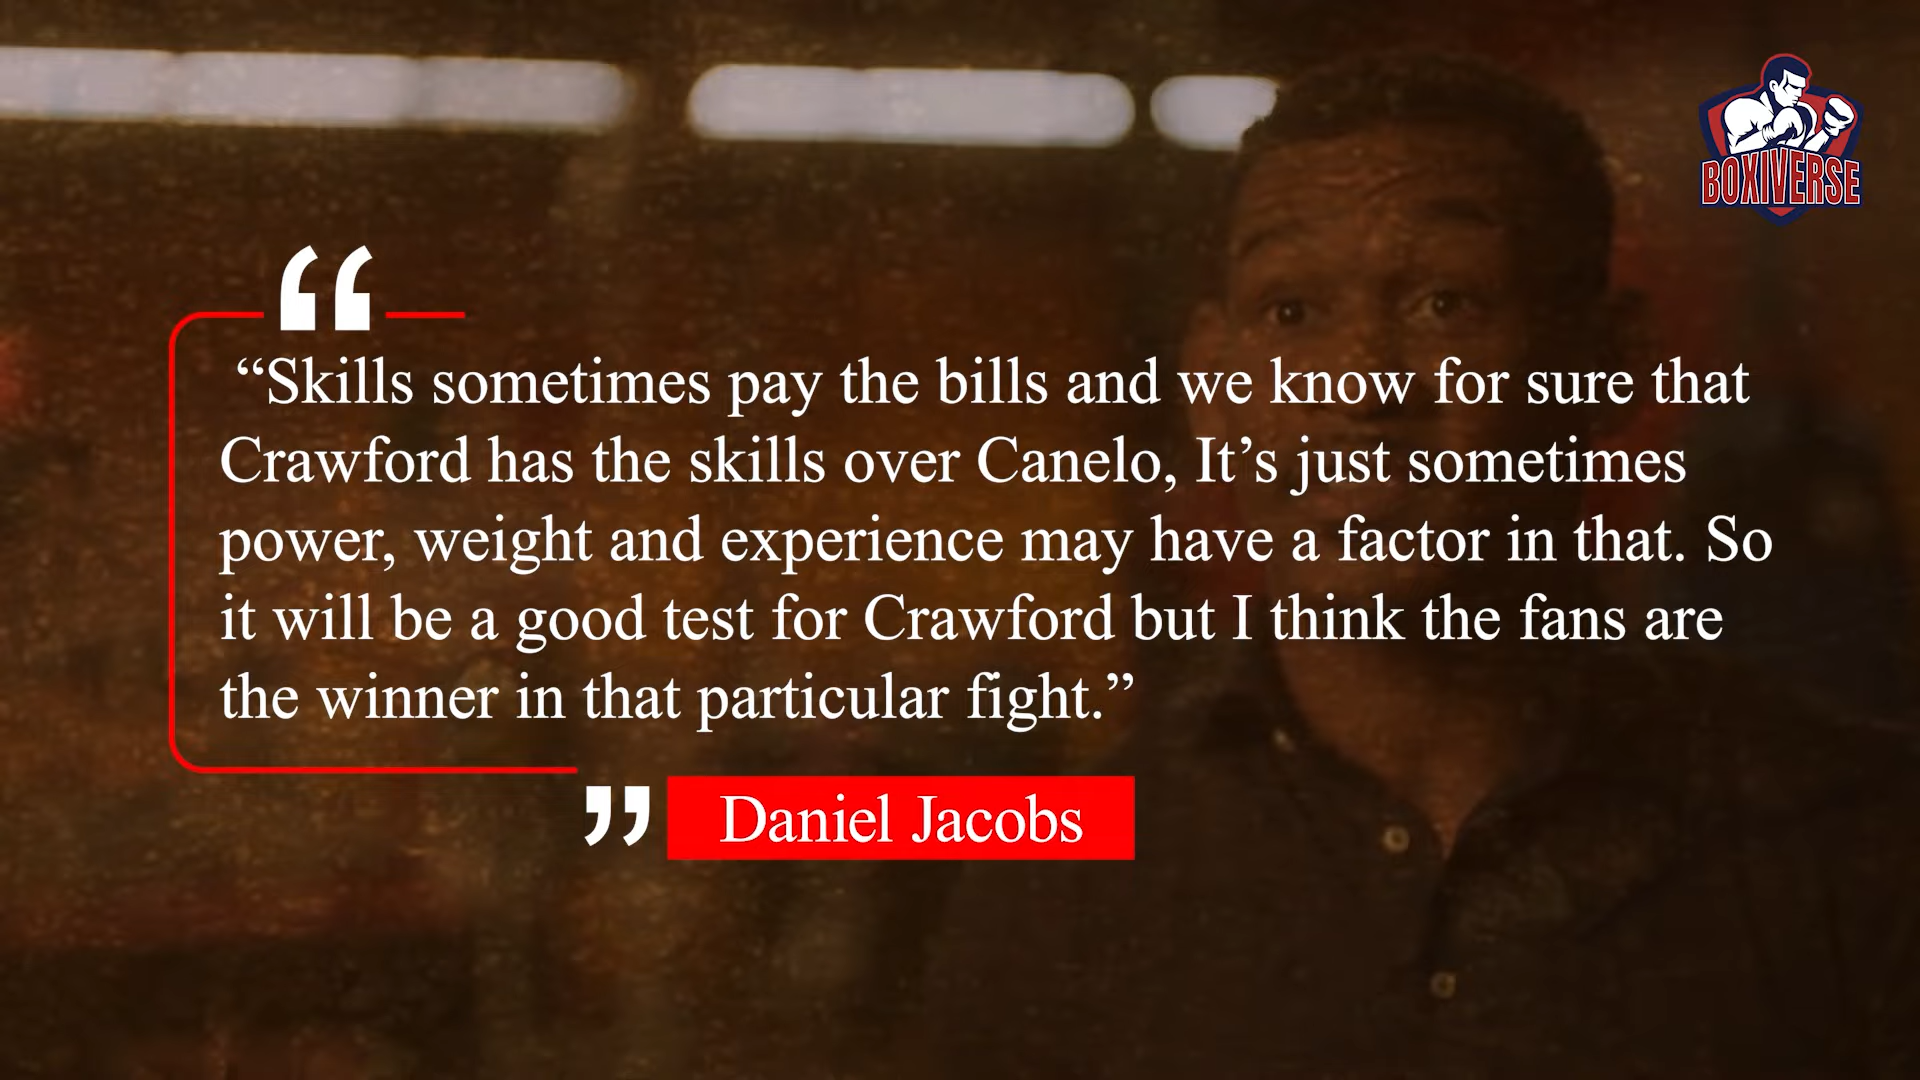 BOXIVERSE
“
“Skills sometimes pay the bills and we know for sure that
Crawford has the skills over Canelo, It’s just sometimes
power, weight and experience may have a factor in that. So
it will be a good test for Crawford but I think the fans are
the winner in that particular fight.”
” Daniel Jacobs